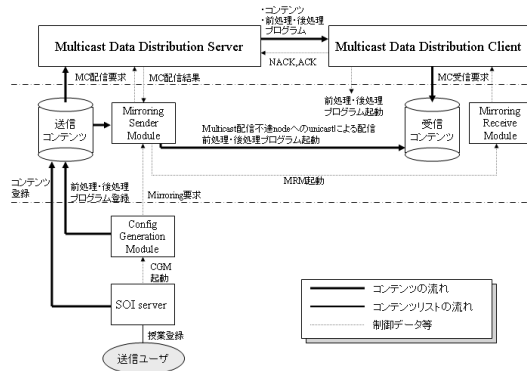 ・コンテンツ
・前処理・後処理
プログラム
Multicast Data Distribution Server
Multicast Data Distribution Client
NACK,ACK
MC配信要求
MC配信結果
前処理・後処理
プログラム起動
MC受信要求
送信
コンテンツ
Mirroring
Sender
Module
Multicast配信不達nodeへのunicastによる配信
前処理・後処理プログラム起動
受信
コンテンツ
Mirroring
Receive
Module
コンテンツ
登録
前処理・後処理
プログラム登録
Mirroring要求
MRM起動
Config
Generation
Module
CGM
起動
SOI server
授業登録
送信ユーザ
コンテンツの流れ
コンテンツリストの流れ
制御データ等